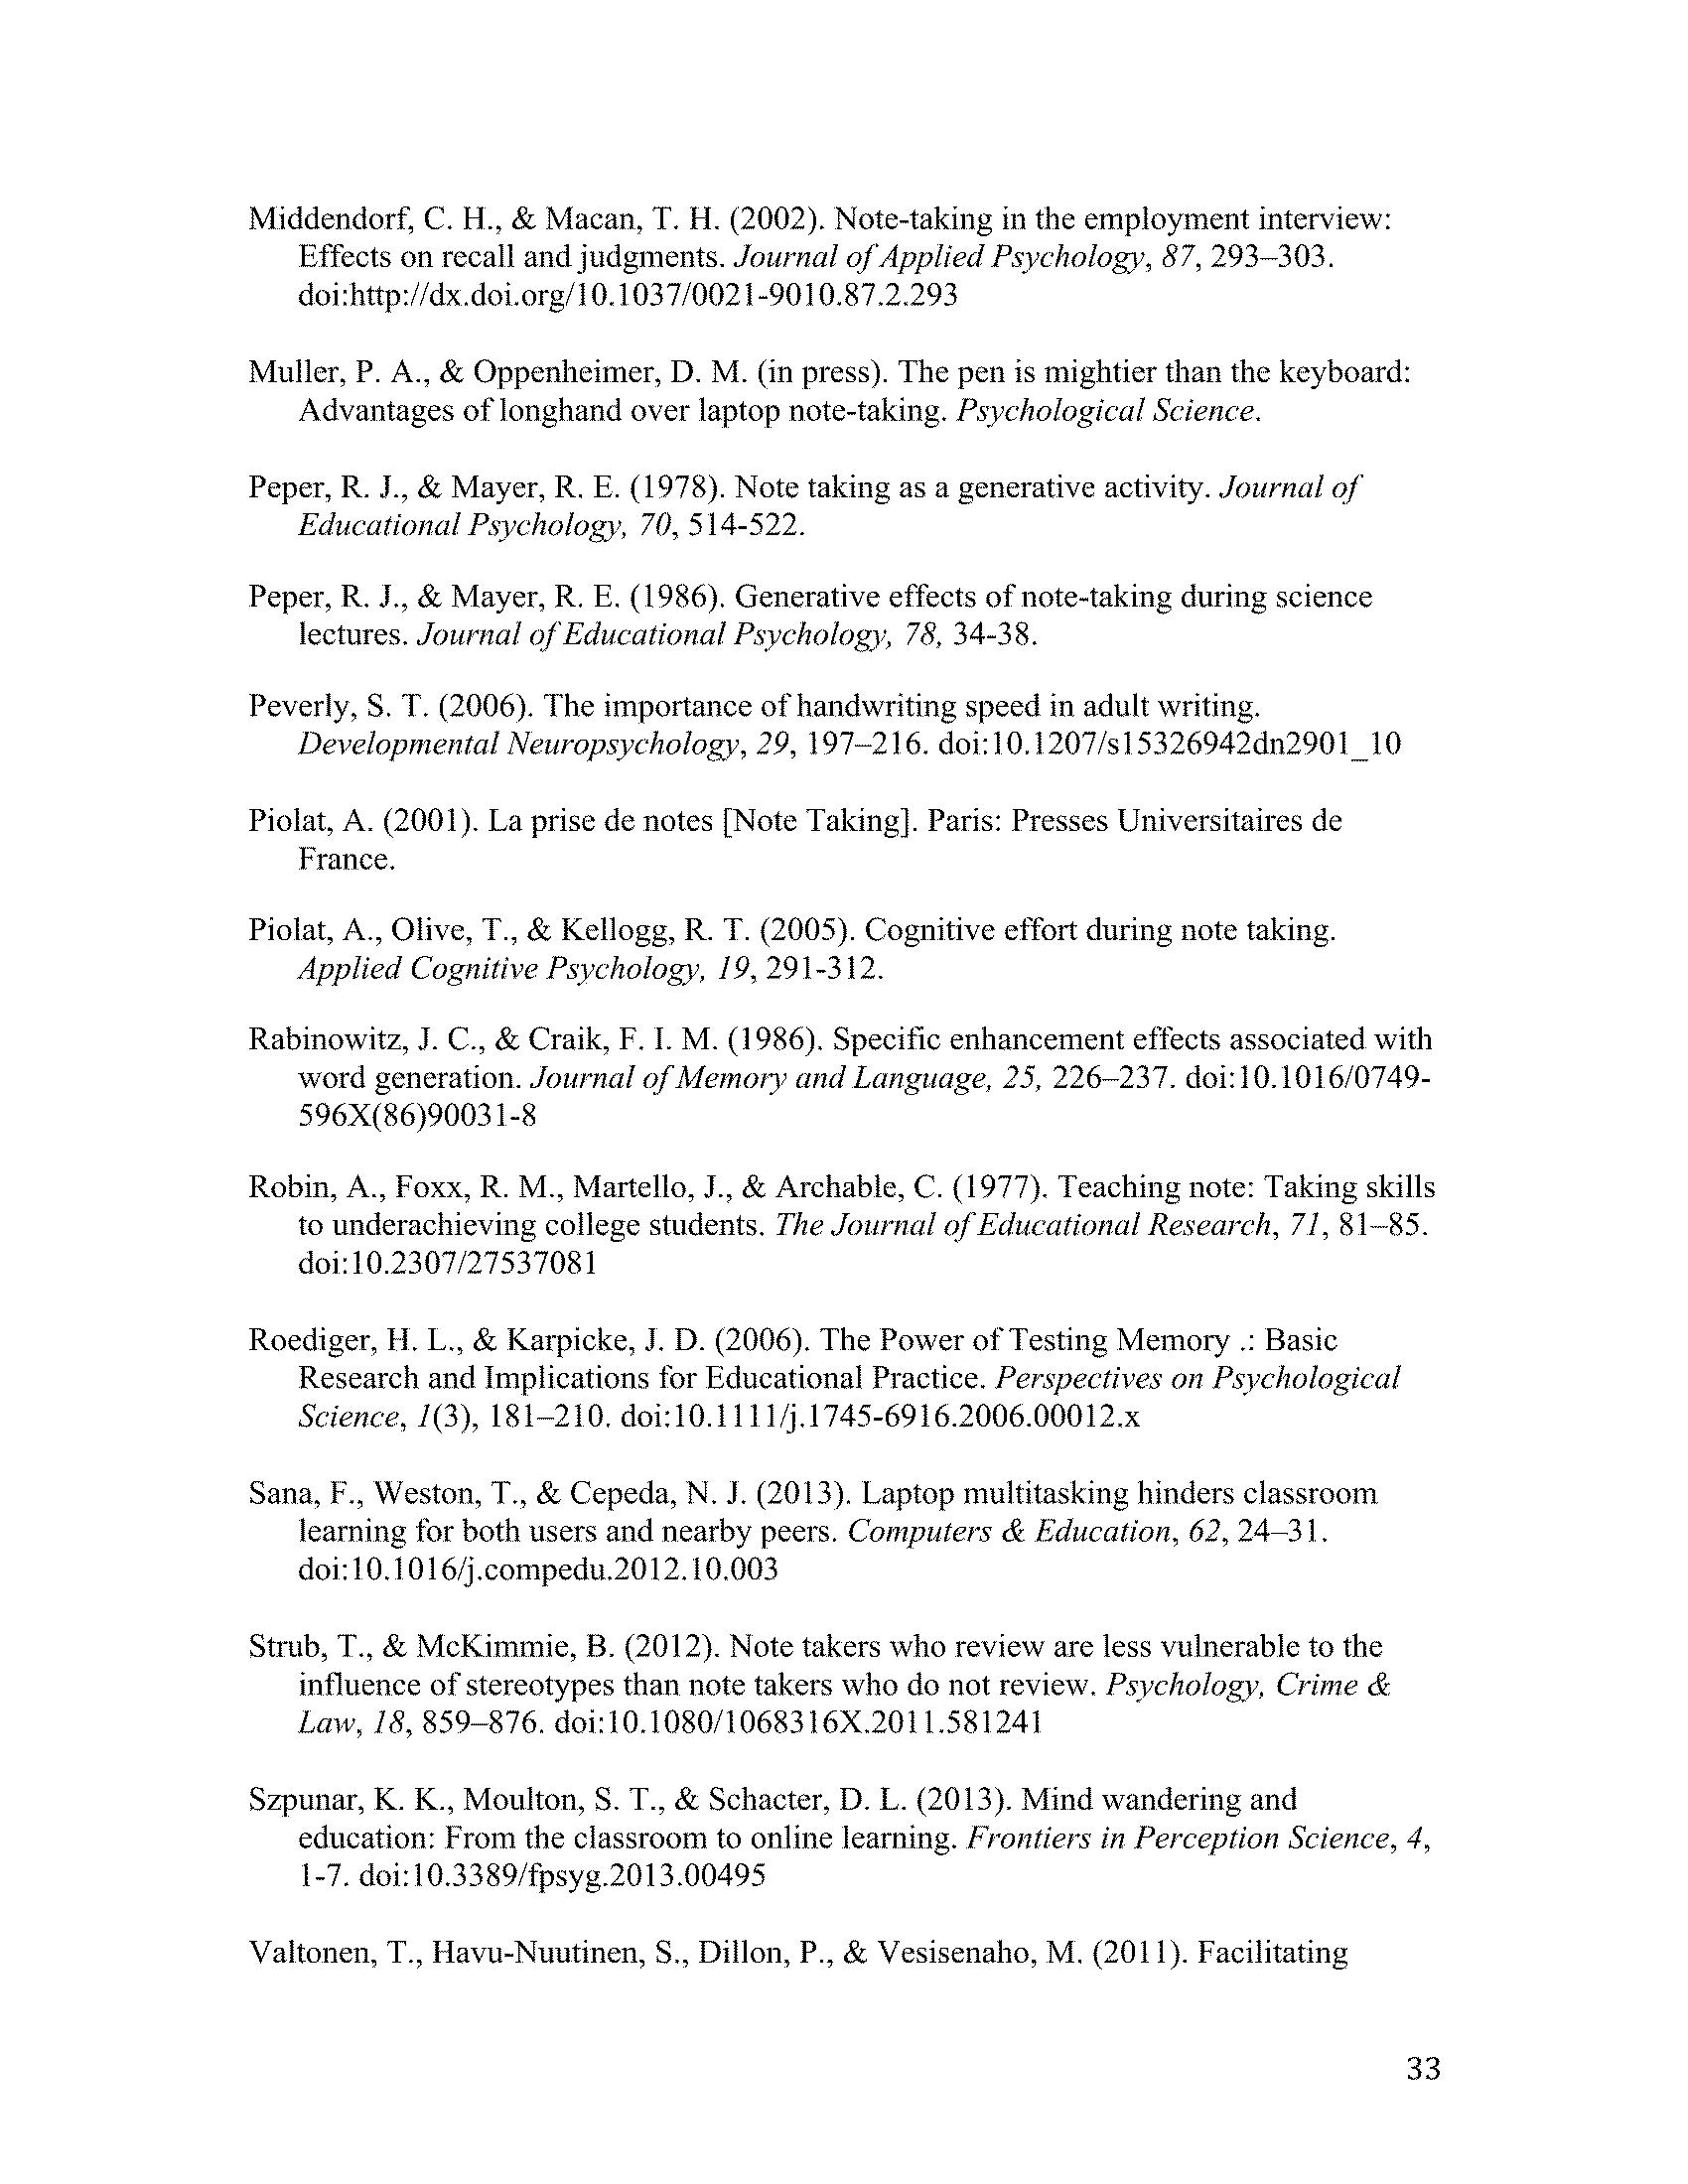 Middendorf, C. H., & Macan, T. H. (2002). Note-taking in the employment interview:
Effects on recall and judgments. Journal of Applied Psychology, 87, 293–303.
doi:http://dx.doi.org/10.1037/0021-9010.87.2.293
Muller, P. A., & Oppenheimer, D. M. (in press). The pen is mightier than the keyboard:
Advantages of longhand over laptop note-taking. Psychological Science.
Peper, R. J., & Mayer, R. E. (1978). Note taking as a generative activity. Journal of
Educational Psychology, 70, 514-522.
Peper, R. J., & Mayer, R. E. (1986). Generative effects of note-taking during science
lectures. Journal of Educational Psychology, 78, 34-38.
Peverly, S. T. (2006). The importance of handwriting speed in adult writing.
Developmental Neuropsychology, 29, 197–216. doi:10.1207/s15326942dn2901_10
Piolat, A. (2001). La prise de notes [Note Taking]. Paris: Presses Universitaires de
France.
Piolat, A., Olive, T., & Kellogg, R. T. (2005). Cognitive effort during note taking.
Applied Cognitive Psychology, 19, 291-312.
Rabinowitz, J. C., & Craik, F. I. M. (1986). Specific enhancement effects associated with
word generation. Journal of Memory and Language, 25, 226–237. doi:10.1016/0749-
596X(86)90031-8
Robin, A., Foxx, R. M., Martello, J., & Archable, C. (1977). Teaching note: Taking skills
to underachieving college students. The Journal of Educational Research, 71, 81–85.
doi:10.2307/27537081
Roediger, H. L., & Karpicke, J. D. (2006). The Power of Testing Memory .: Basic
Research and Implications for Educational Practice. Perspectives on Psychological
Science, 1(3), 181–210. doi:10.1111/j.1745-6916.2006.00012.x
Sana, F., Weston, T., & Cepeda, N. J. (2013). Laptop multitasking hinders classroom
learning for both users and nearby peers. Computers & Education, 62, 24–31.
doi:10.1016/j.compedu.2012.10.003
Strub, T., & McKimmie, B. (2012). Note takers who review are less vulnerable to the
influence of stereotypes than note takers who do not review. Psychology, Crime &
Law, 18, 859–876. doi:10.1080/1068316X.2011.581241
Szpunar, K. K., Moulton, S. T., & Schacter, D. L. (2013). Mind wandering and
education: From the classroom to online learning. Frontiers in Perception Science, 4,
1-7. doi:10.3389/fpsyg.2013.00495
Valtonen, T., Havu-Nuutinen, S., Dillon, P., & Vesisenaho, M. (2011). Facilitating
33